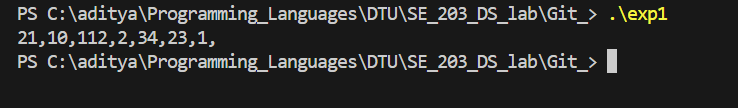 PS C:\aditya\Programming_Languages\DTU\SE_203_DS_lab\Git_> .\exp1
21,10,112,2,34,23,1,
PS C:\aditya\Programming_Languages\DTU\SE_203_DS_lab\Git_>